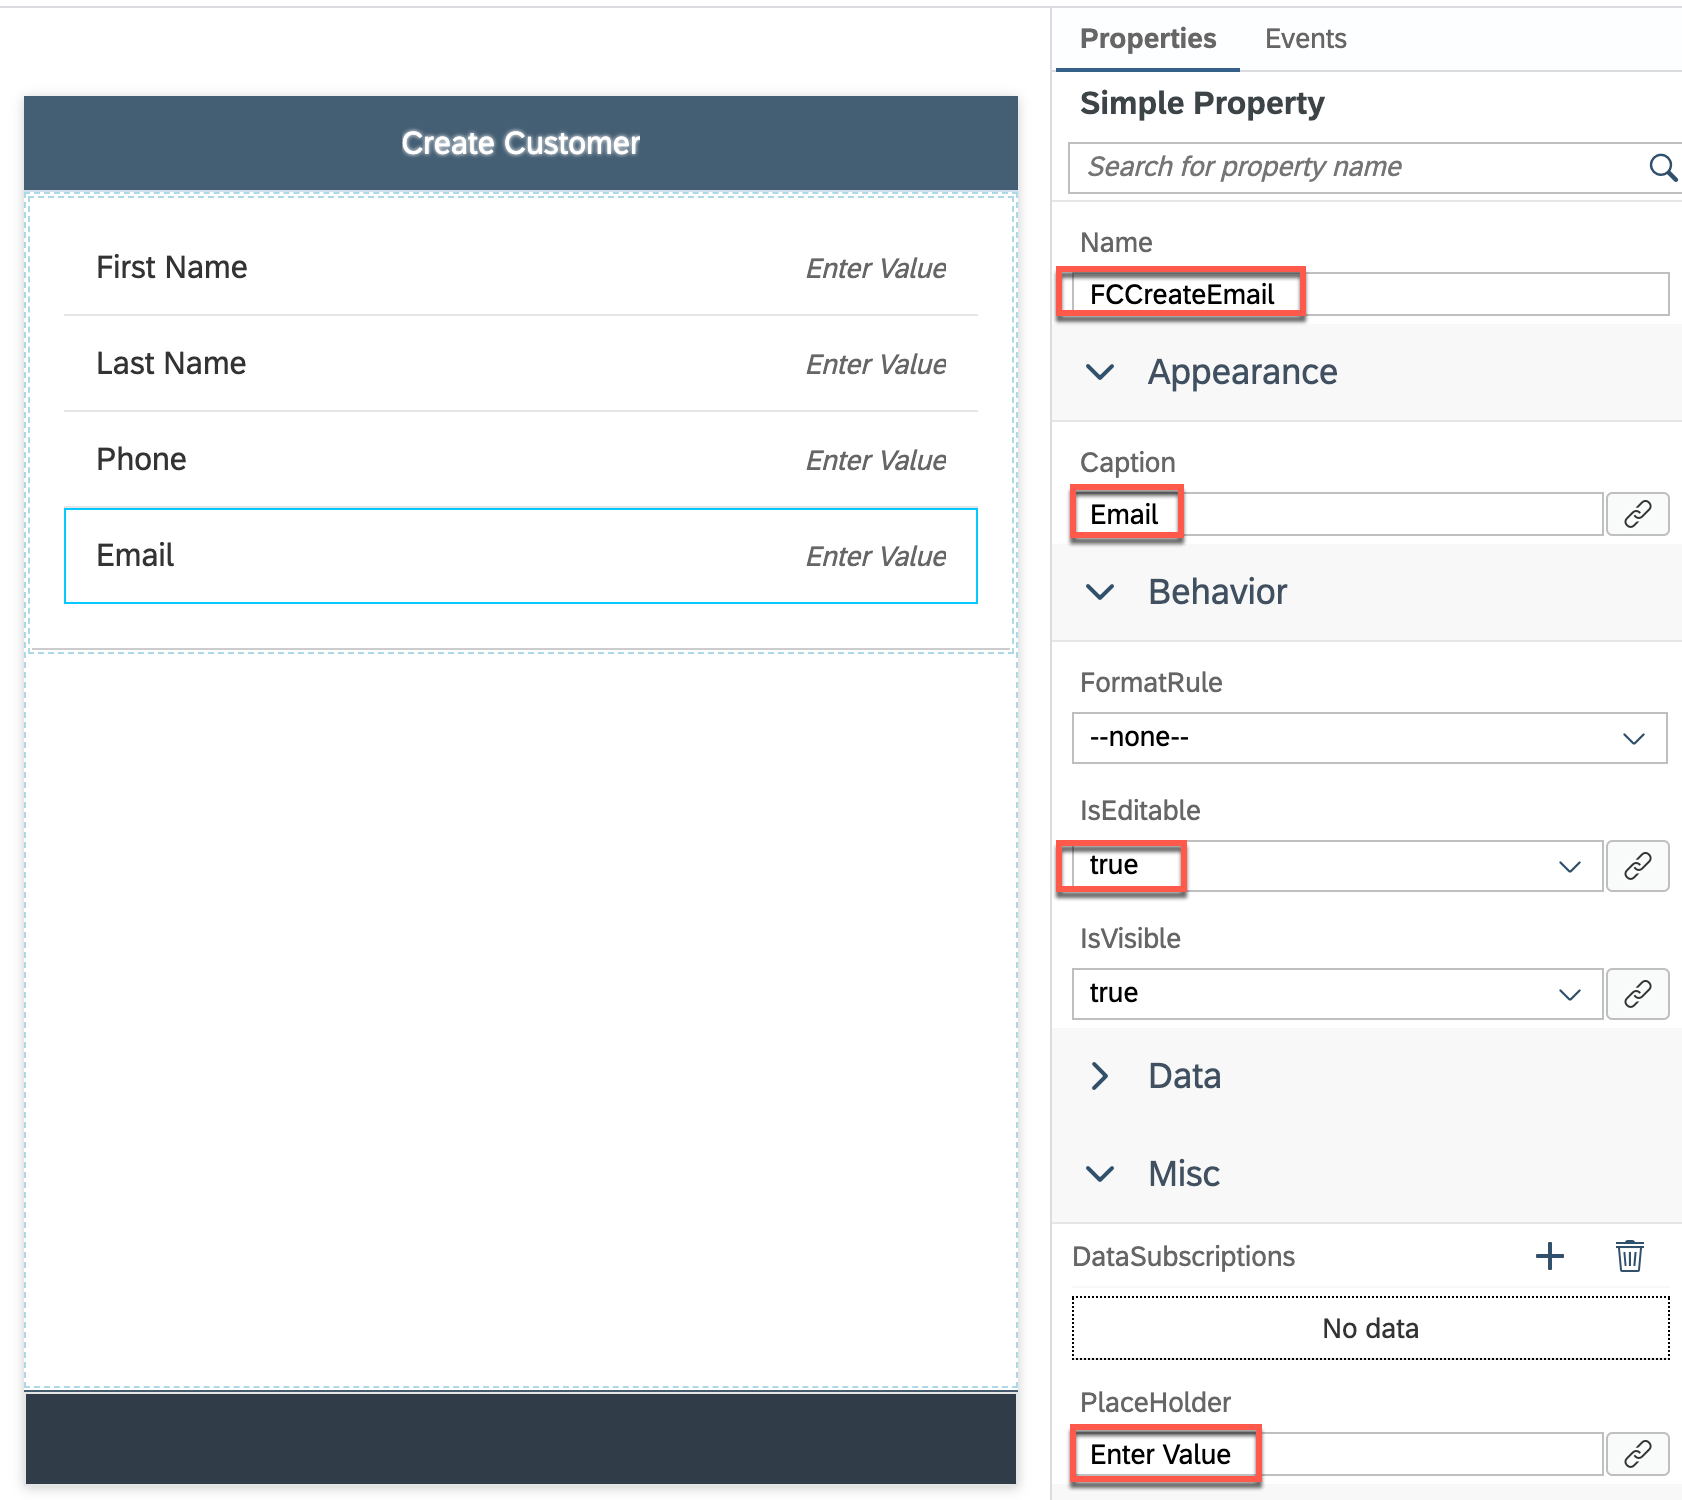 Create Customer
First Name Enter Value
Last Name Enter Value
Phone Enter Value
Email Enter Value
Properties Events
Simple Property
Search for property name
Name
FCCreateEmail
Appearance
Caption
Email
Behavior
FormatRule
--none--
IsEditable
true
IsVisible
true
Data
Misc
DataSubscriptions
No data
PlaceHolder
Enter Value